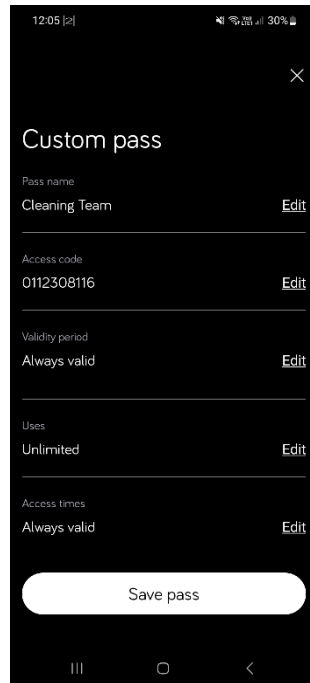 12:05 |오|
30%
Custom pass
Pass name
Cleaning Team Edit
Access code
0112308116 Edit
Validity period
Always valid Edit
Uses
Unlimited Edit
Access times
Always valid Edit
Save pass